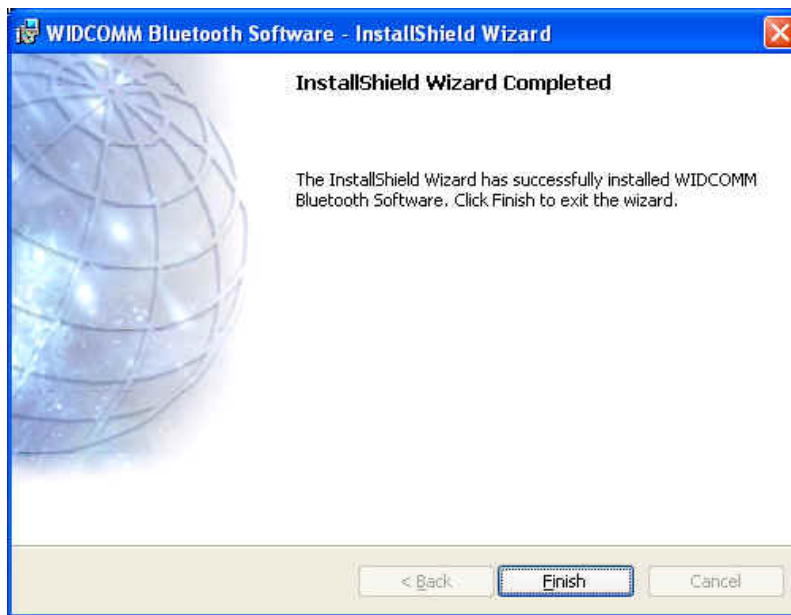 WIDCOMM Bluetooth Software - InstallShield Wizard
InstallShield Wizard Completed
The InstallShield Wizard has successfully installed WIDCOMM
Bluetooth Software. Click Finish to exit the wizard.
< Back Finish Cancel